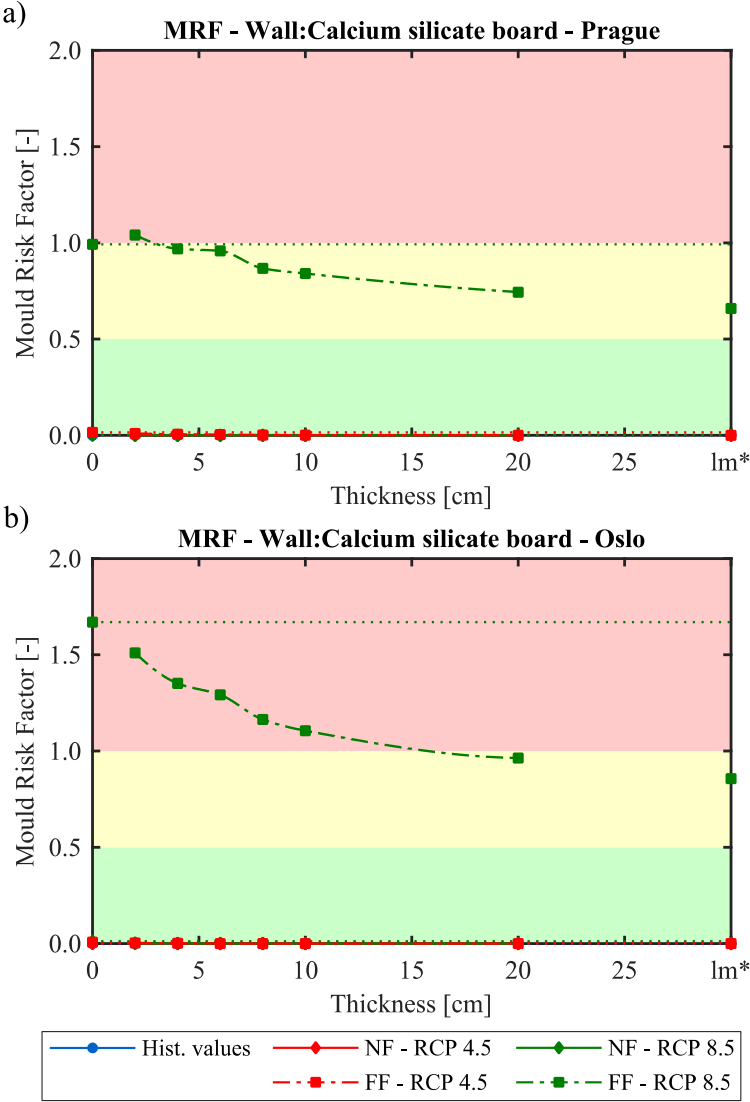 a)
MRF - Wall:Calcium silicate board - Prague
2.0
1.5
1.0
0.5
0.0
Mould Risk Factor [-]
0 5 10 15 20 25 lm*
Thickness [cm]
b)
MRF - Wall:Calcium silicate board - Oslo
2.0
1.5
1.0
0.5
0.0
Mould Risk Factor [-]
0 5 10 15 20 25 lm*
Thickness [cm]
Hist. values NF - RCP 4.5 NF - RCP 8.5
FF - RCP 4.5 FF - RCP 8.5